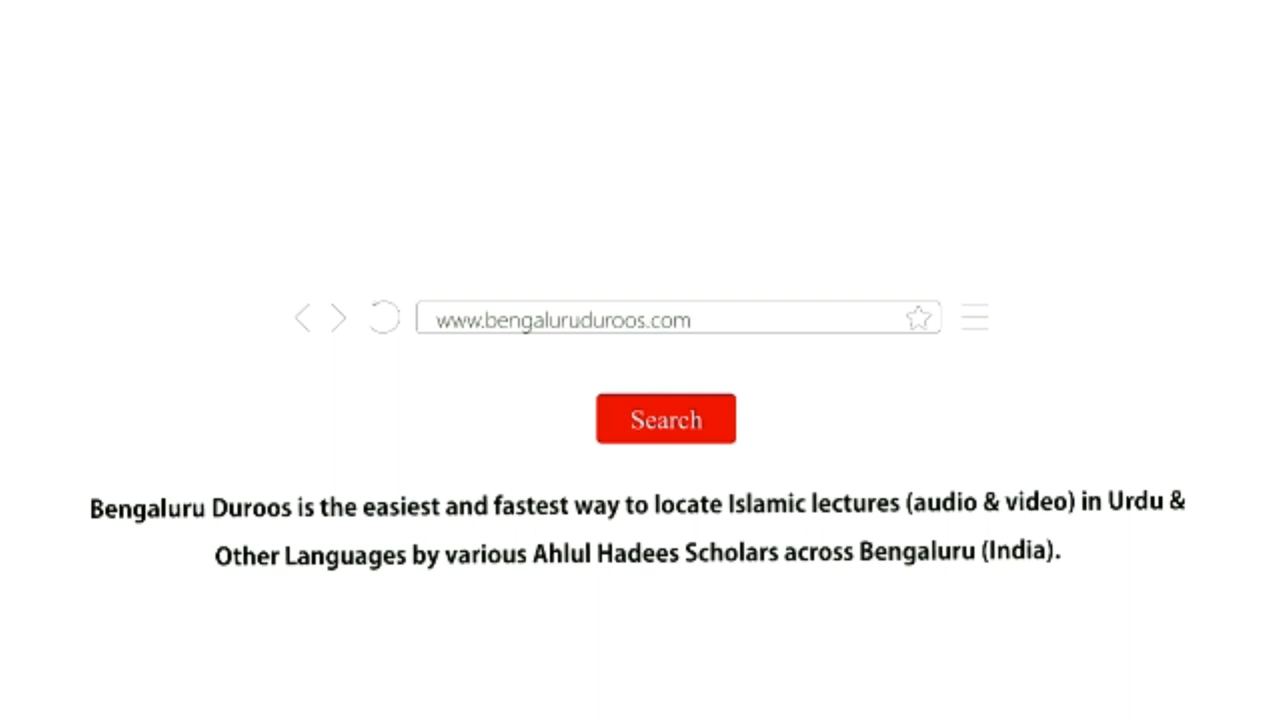 www.bengaluruduroos.com
Search
Bengaluru Duroos is the easiest and fastest way to locate Islamic lectures (audio & video) in Urdu &
Other Languages by various Ahlul Hadees Scholars across Bengaluru (India).